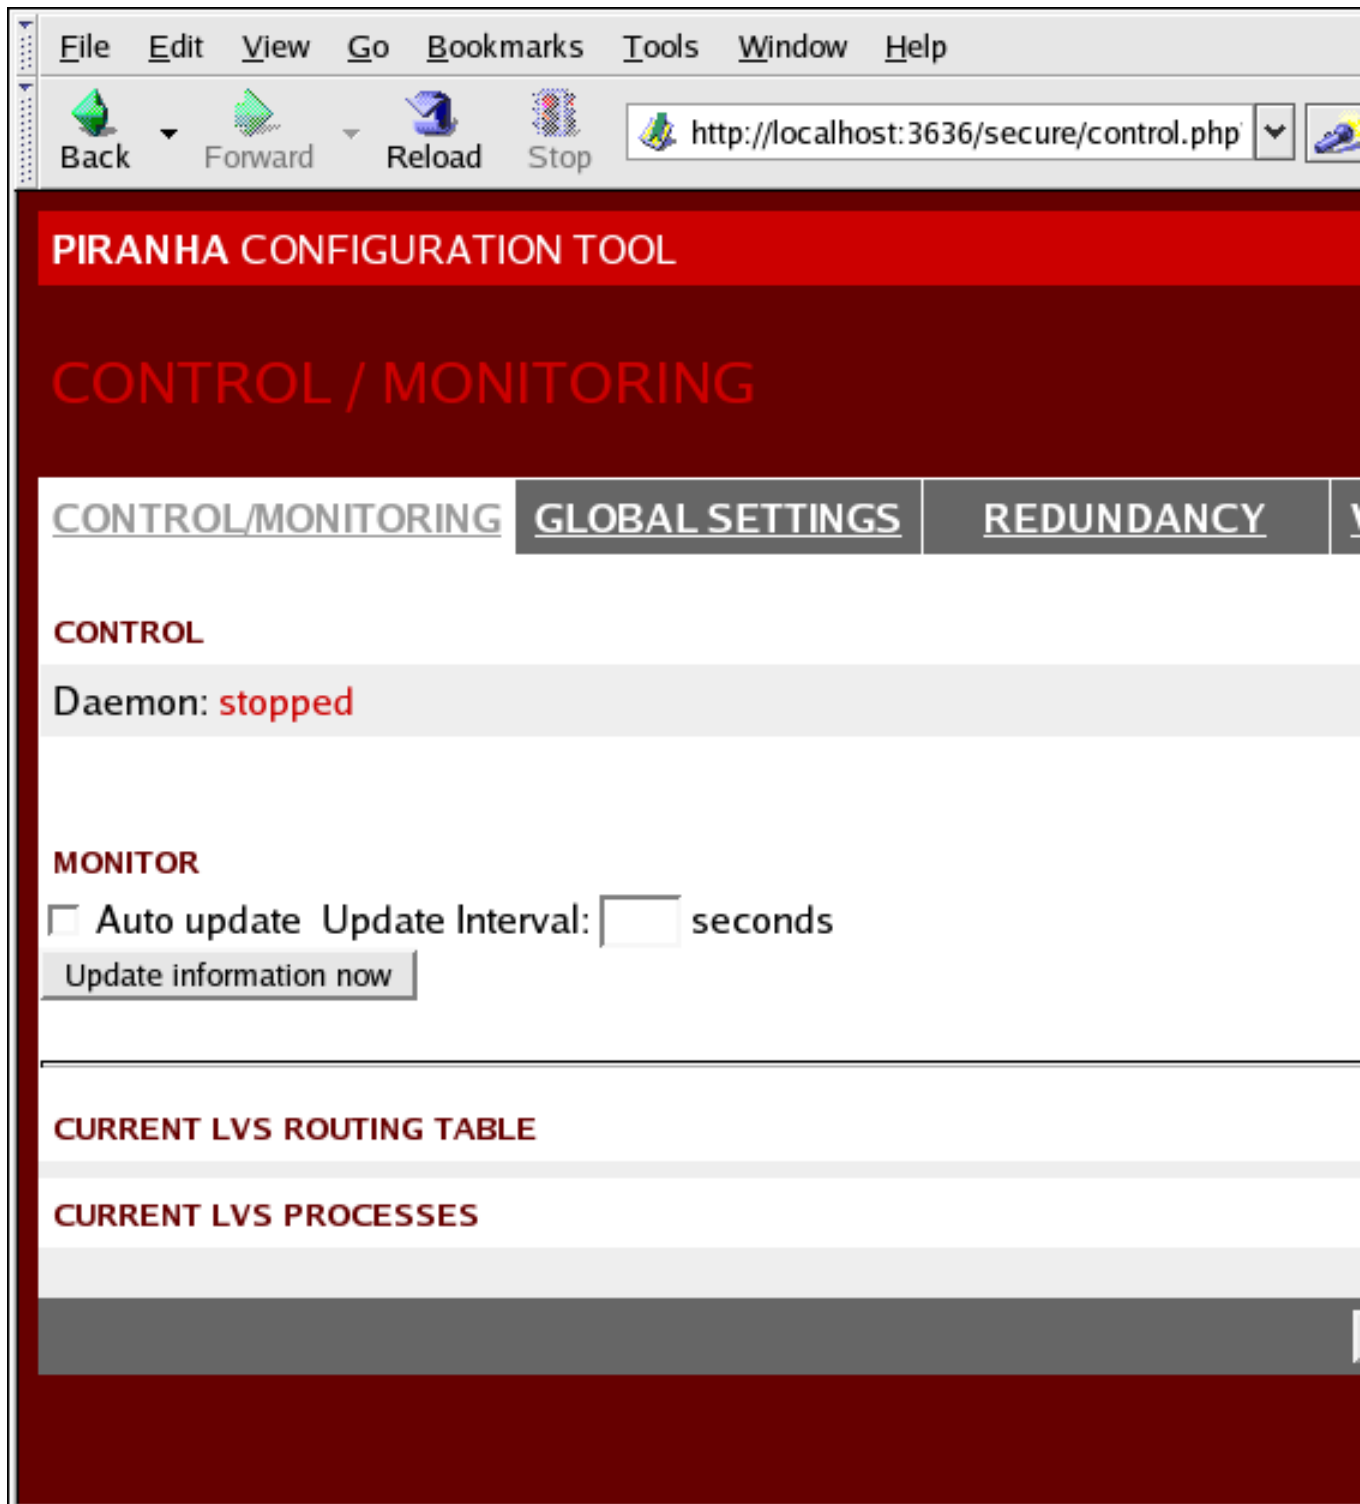 File Edit View Go Bookmarks Tools Window Help
Back Forward Reload Stop http://localhost:3636/secure/control.php
PIRANHA CONFIGURATION TOOL
CONTROL / MONITORING
CONTROL/MONITORING GLOBAL SETTINGS REDUNDANCY
CONTROL
Daemon: stopped
MONITOR
Auto update Update Interval: seconds
Update information now
CURRENT LVS ROUTING TABLE
CURRENT LVS PROCESSES